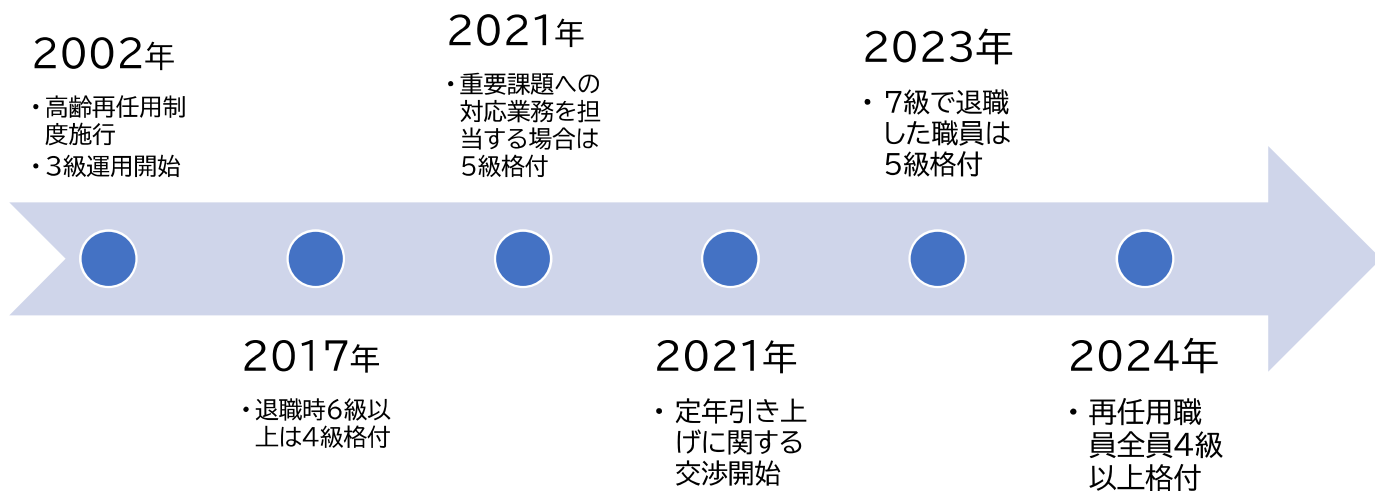 2002年
・高齢再任用制
度施行
・3級運用開始
2017年
・退職時6級以
上は4級格付
2021年
・重要課題への
対応業務を担
当する場合は
5級格付
2021年
・定年引き上
げに関する
交渉開始
2023年
・7級で退職
した職員は
5級格付
2024年
・再任用職
員全員4級
以上格付